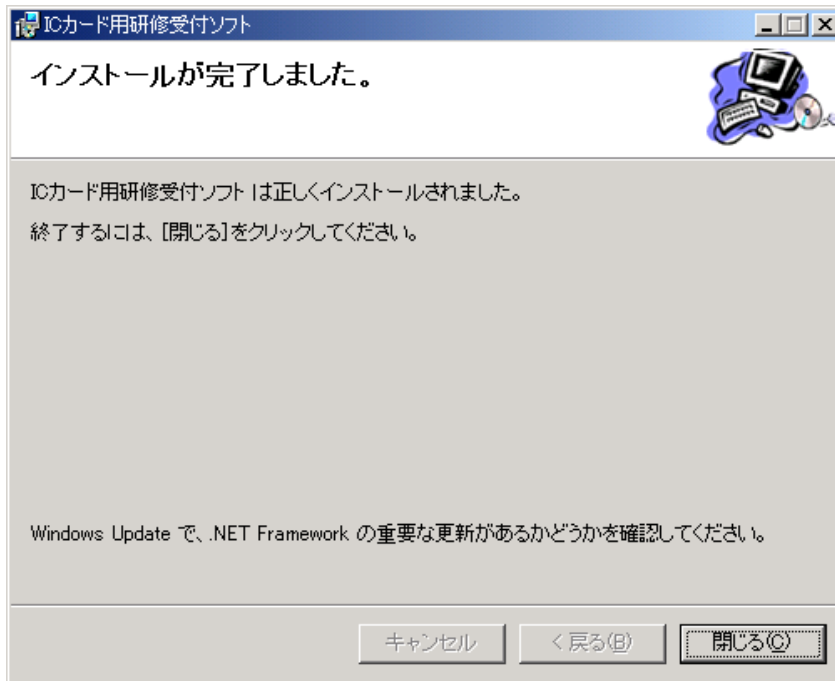 ICカード用研修受付ソフト
インストールが完了しました。
ICカード用研修受付ソフト は正しくインストールされました。
終了するには、[閉じる]をクリックしてください。
Windows Update で、.NET Framework の重要な更新があるかどうかを確認してください。
キャンセル
< 戻る(B)
閉じる(C)